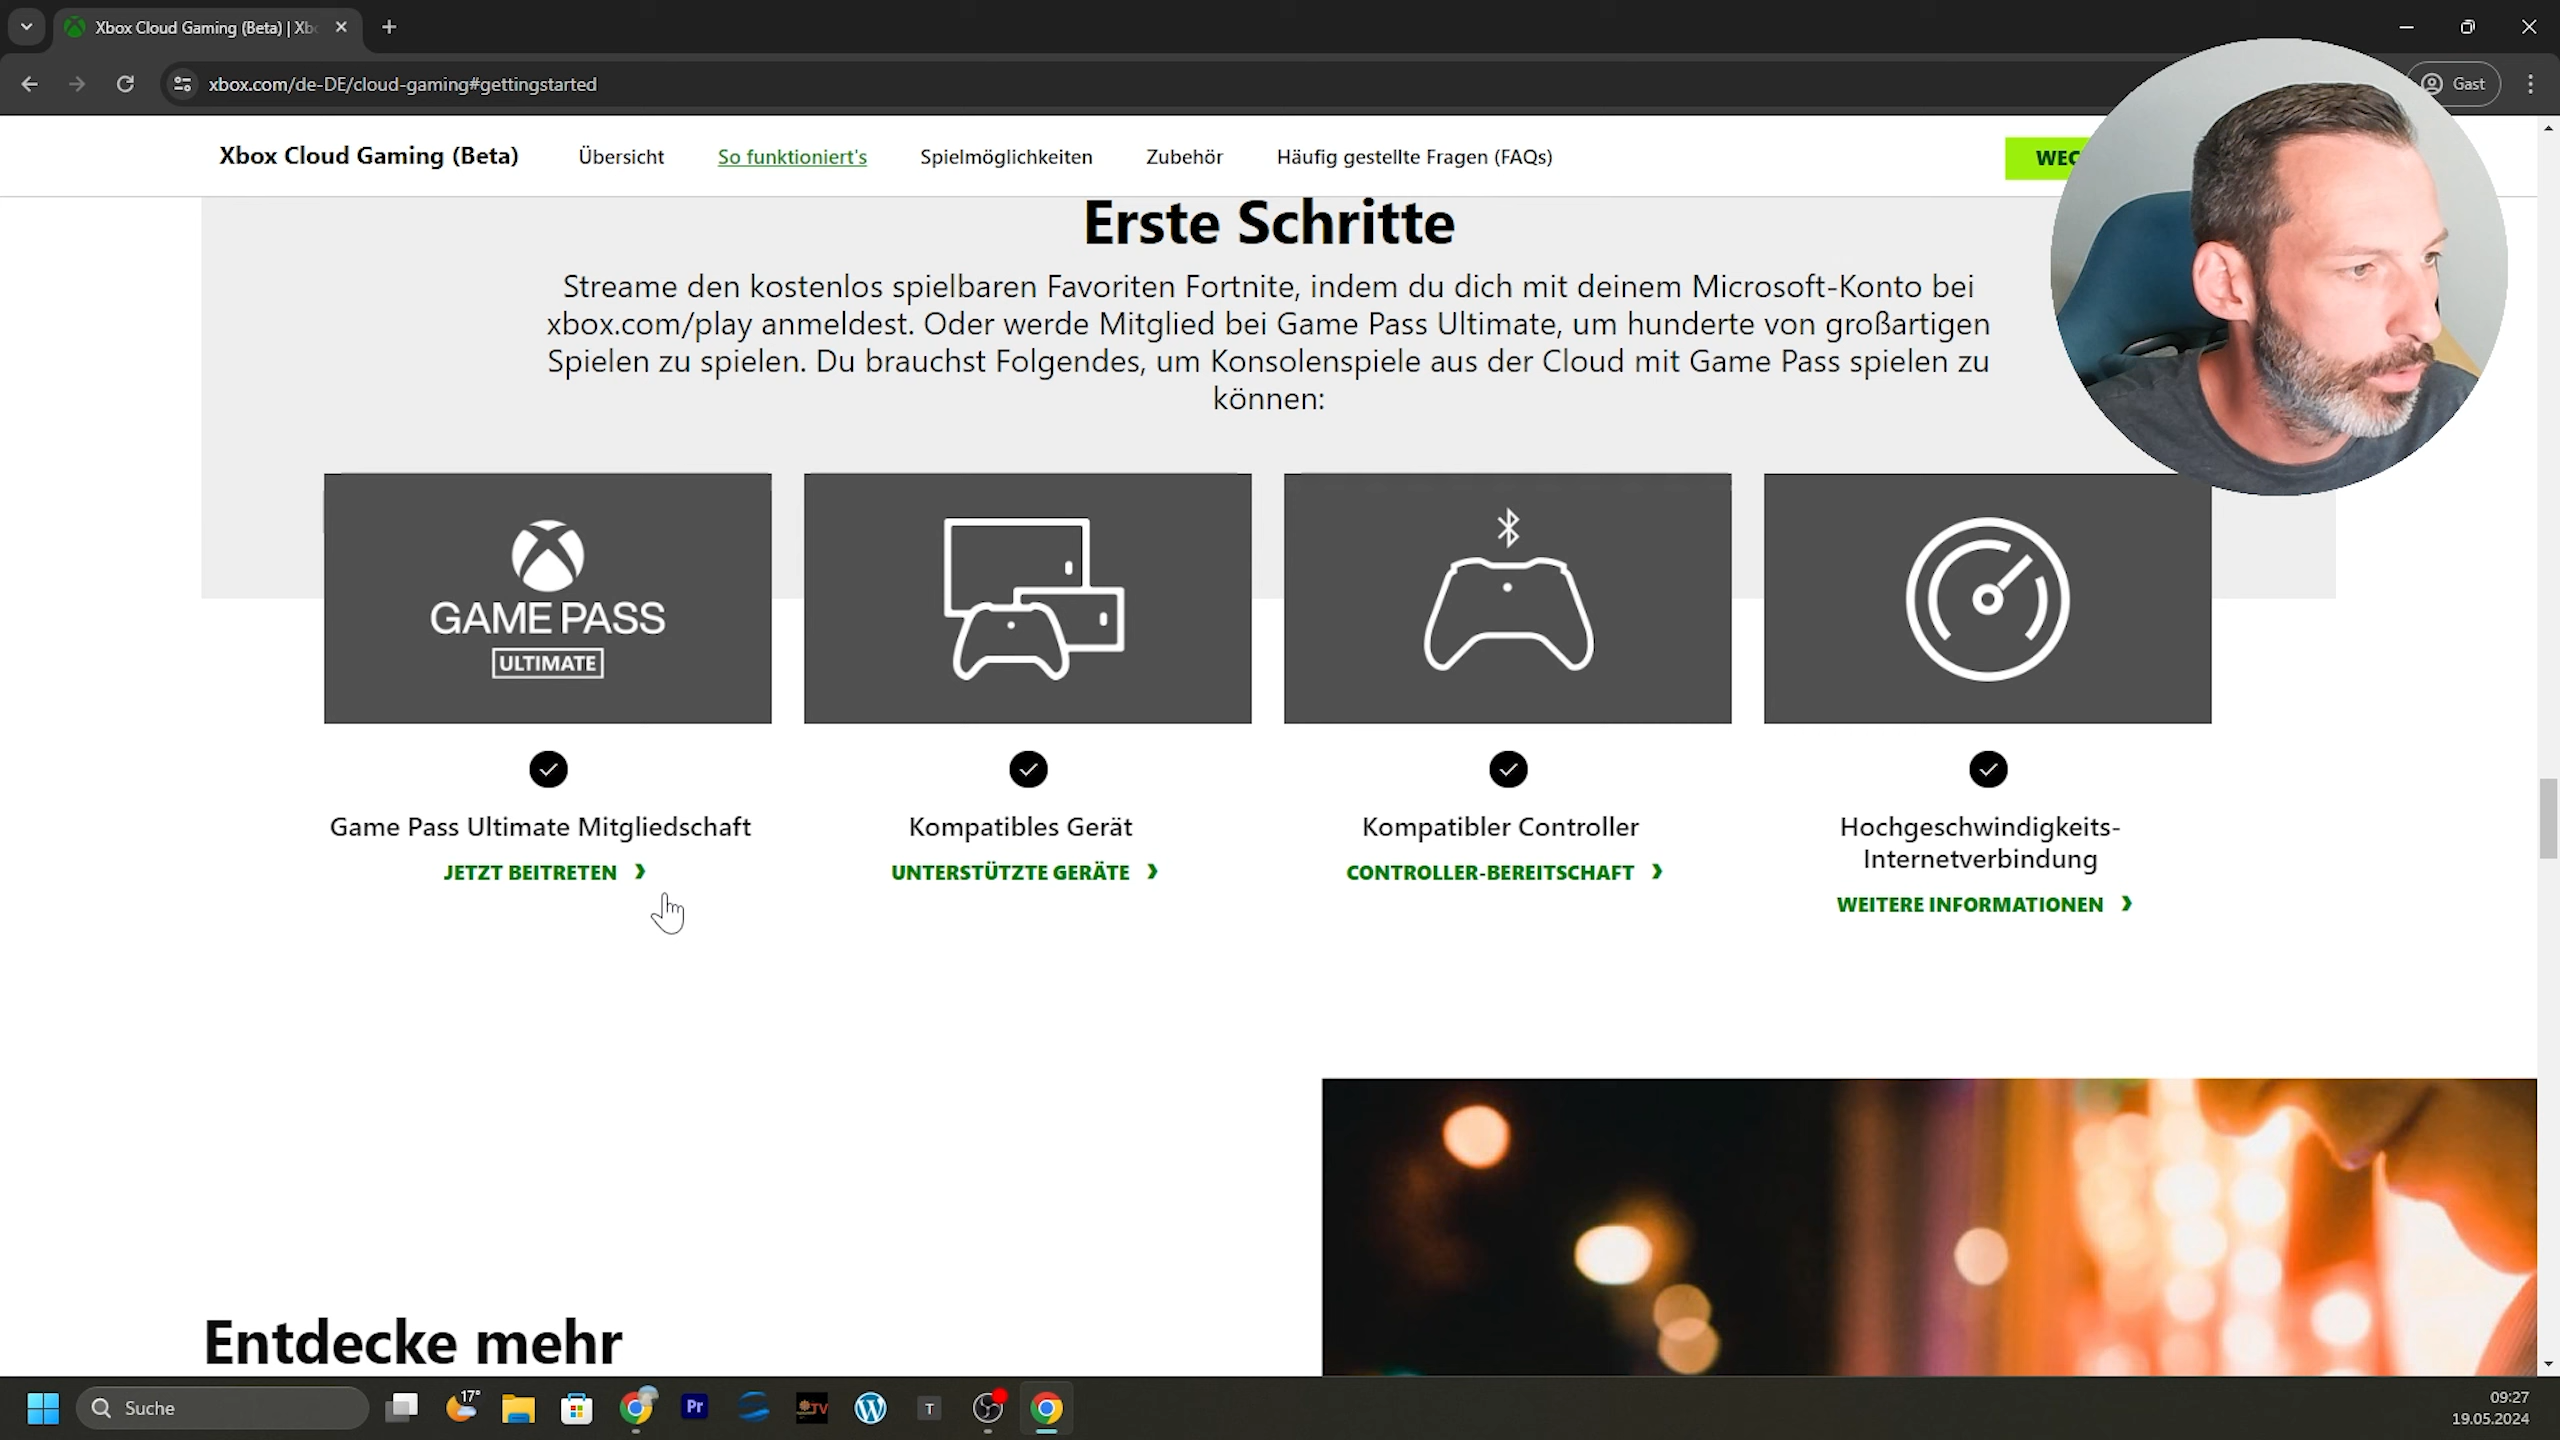 Xbox Cloud Gaming (Beta) | Xb
xbox.com/de-DE/cloud-gaming#gettingstarted
Gast
Xbox Cloud Gaming (Beta)
Übersicht
So funktioniert's
Spielmöglichkeiten
Zubehör
Häufig gestellte Fragen (FAQs)
WEC
Erste Schritte
Streame den kostenlos spielbaren Favoriten Fortnite, indem du dich mit deinem Microsoft-Konto bei
xbox.com/play anmeldest. Oder werde Mitglied bei Game Pass Ultimate, um hunderte von großartigen
Spielen zu spielen. Du brauchst Folgendes, um Konsolenspiele aus der Cloud mit Game Pass spielen zu
können:
GAME PASS
ULTIMATE
Game Pass Ultimate Mitgliedschaft
JETZT BEITRETEN
Kompatibles Gerät
UNTERSTÜTZTE GERÄTE
Kompatibler Controller
CONTROLLER-BEREITSCHAFT
Hochgeschwindigkeits-
Internetverbindung
WEITERE INFORMATIONEN
Entdecke mehr
Suche
17°
Pr
TV
T
09:27
19.05.2024